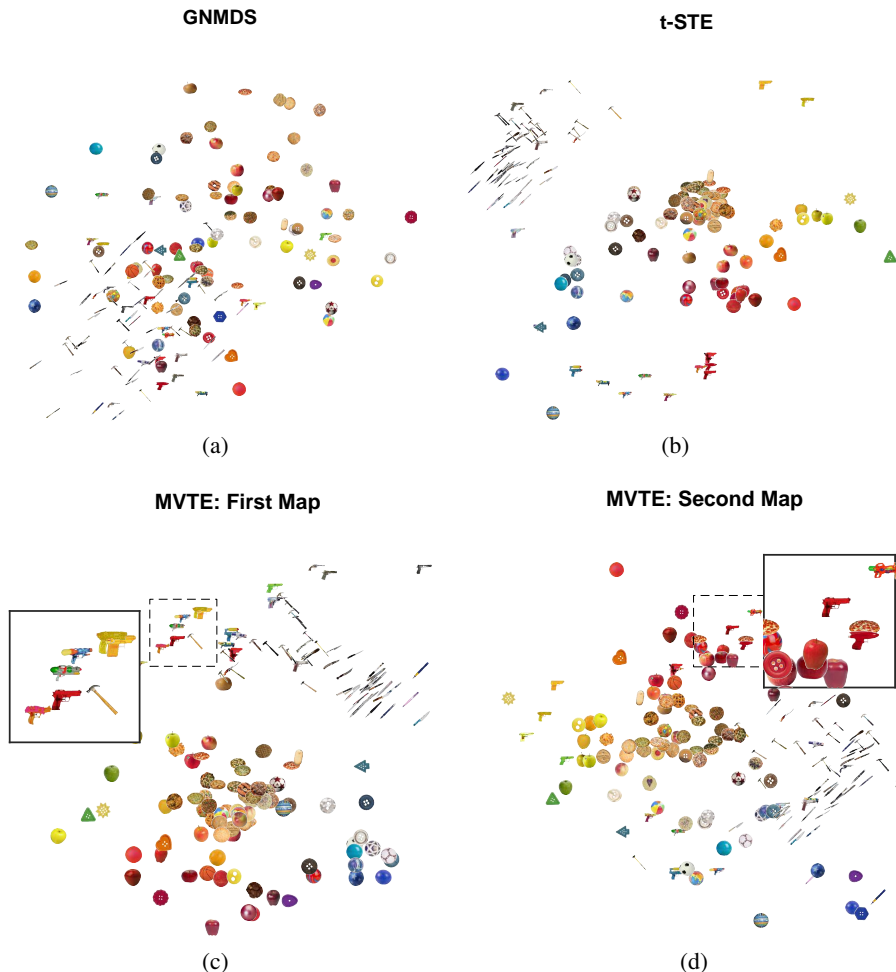 GNMDS
t-STE
(a)
(b)
MVTE: First Map
MVTE: Second Map
(c)
(d)